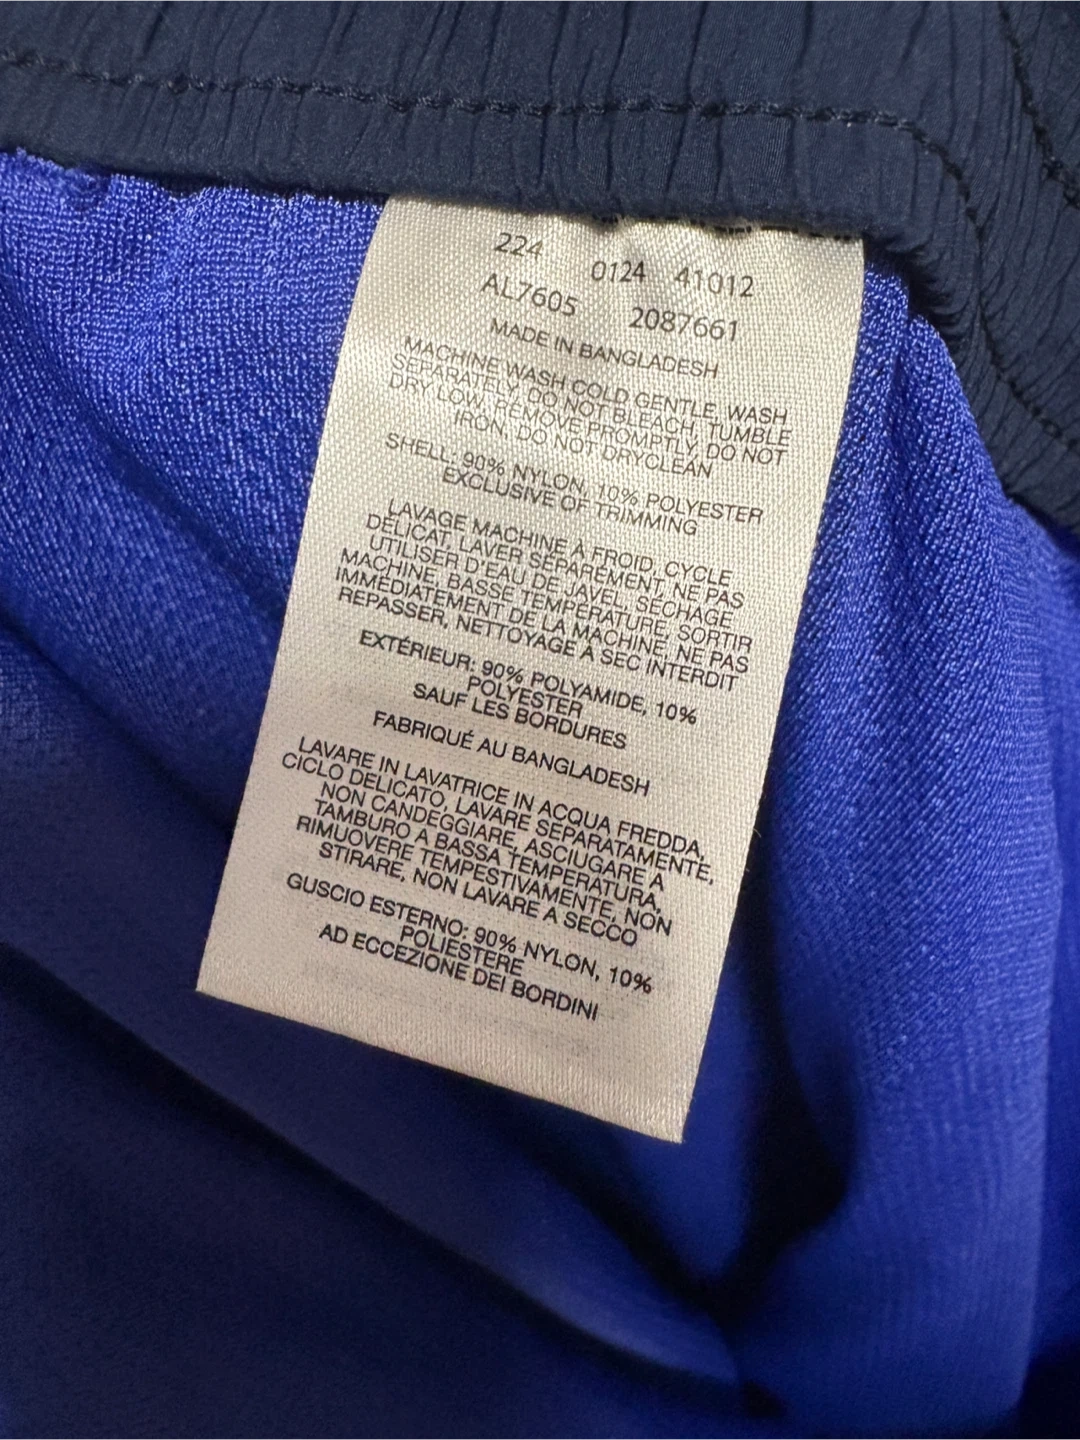 224 0124 41012
AL7605 2087661
MADE IN BANGLADESH
MACHINE WASH COLD GENTLE, WASH
SEPARATELY, DO NOT BLEACH, TUMBLE
DRY LOW, REMOVE PROMPTLY, DO NOT
IRON, DO NOT DRYCLEAN
SHELL: 90% NYLON, 10% POLYESTER
EXCLUSIVE OF TRIMMING
LAVAGE MACHINE À FROID, CYCLE
DÉLICAT, LAVER SÉPARÉMENT, NE PAS
UTILISER D'EAU DE JAVEL, SÉCHAGE
MACHINE, BASSE TEMPÉRATURE, SORTIR
IMMÉDIATEMENT DE LA MACHINE, NE PAS
REPASSER, NETTOYAGE À SEC INTERDIT
EXTÉRIEUR: 90% POLYAMIDE, 10%
POLYESTER
SAUF LES BORDURES
FABRIQUÉ AU BANGLADESH
LAVARE IN LAVATRICE IN ACQUA FREDDA,
CICLO DELICATO, LAVARE SEPARATAMENTE,
NON CANDEGGIARE, ASCIUGARE A
TAMBURO A BASSA TEMPERATURA,
RIMUOVERE TEMPESTIVAMENTE, NON
STIRARE, NON LAVARE A SECCO
GUSCIO ESTERNO: 90% NYLON, 10%
POLIESTERE
AD ECCEZIONE DEI BORDINI